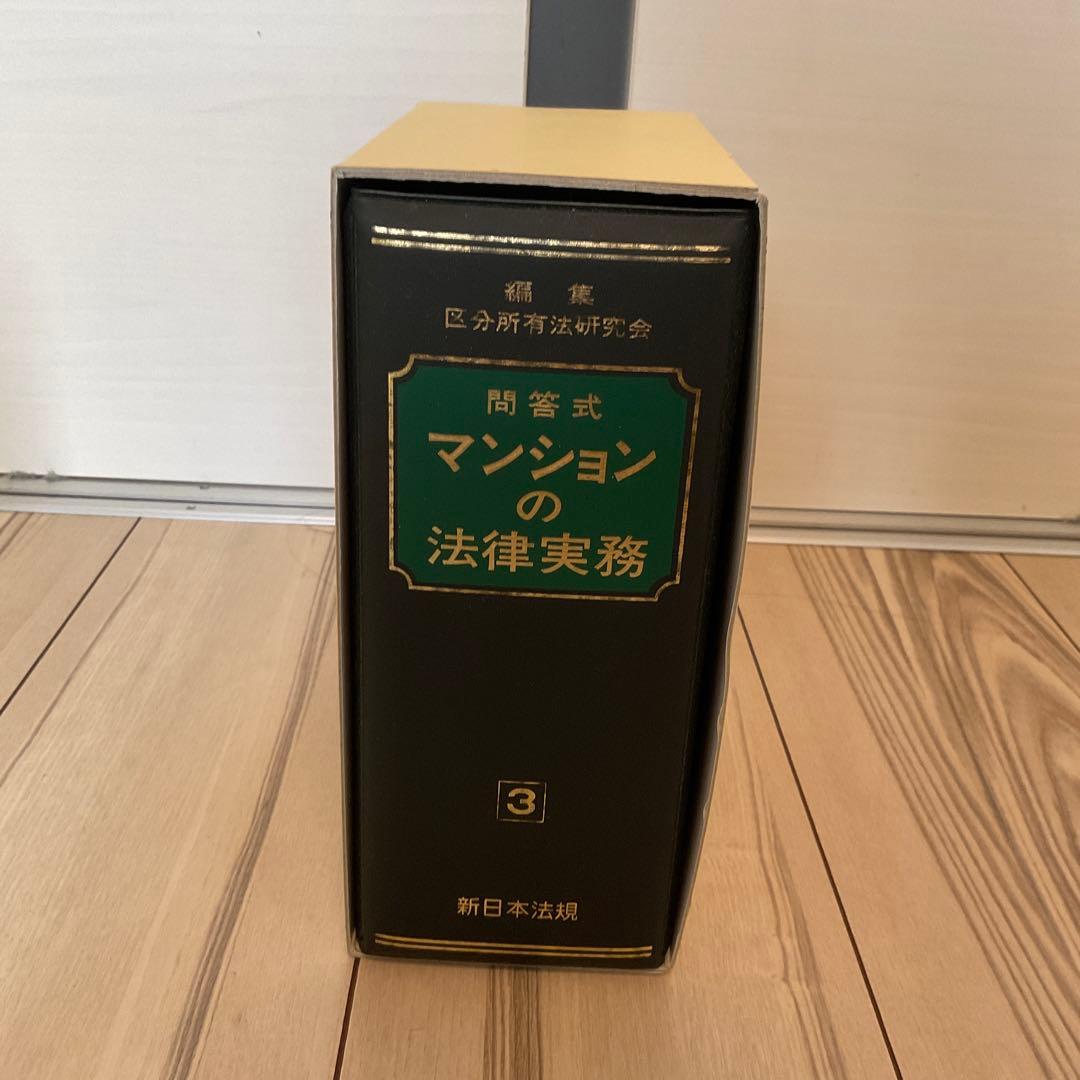 編集
区分所有法研究会
問答式
マンション
の
法律実務
3
新日本法規